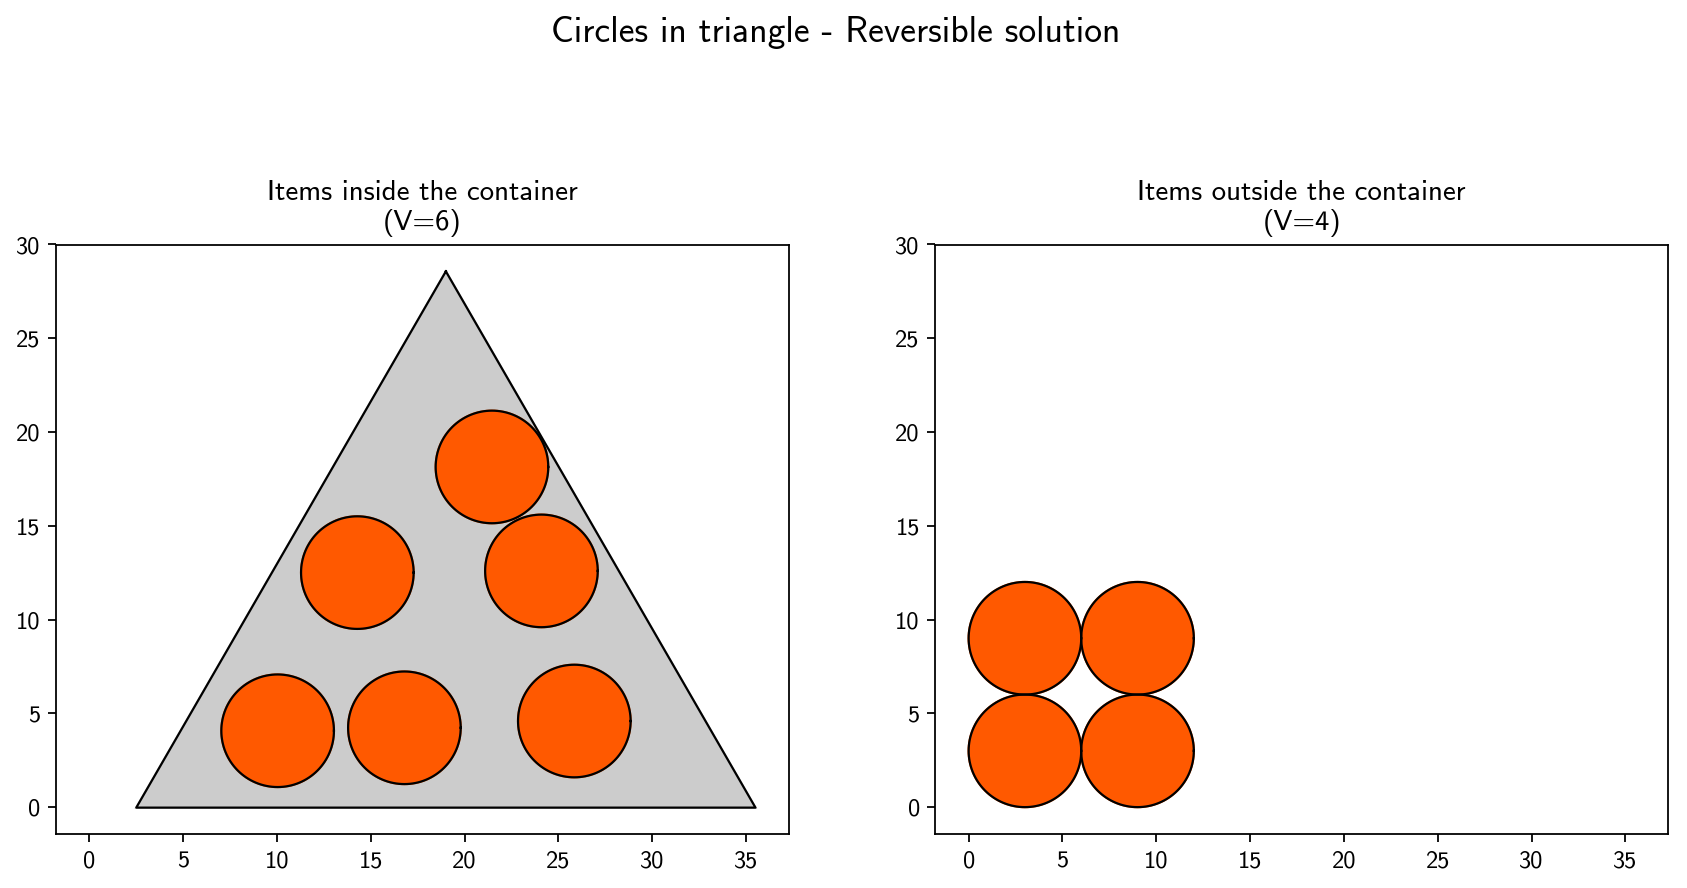 Circles in triangle - Reversible solution
Items inside the container
(V=6)
30
25
20
15
10
5
0
0 5 10 15 20 25 30 35
Items outside the container
(V=4)
30
25
20
15
10
5
0
0 5 10 15 20 25 30 35